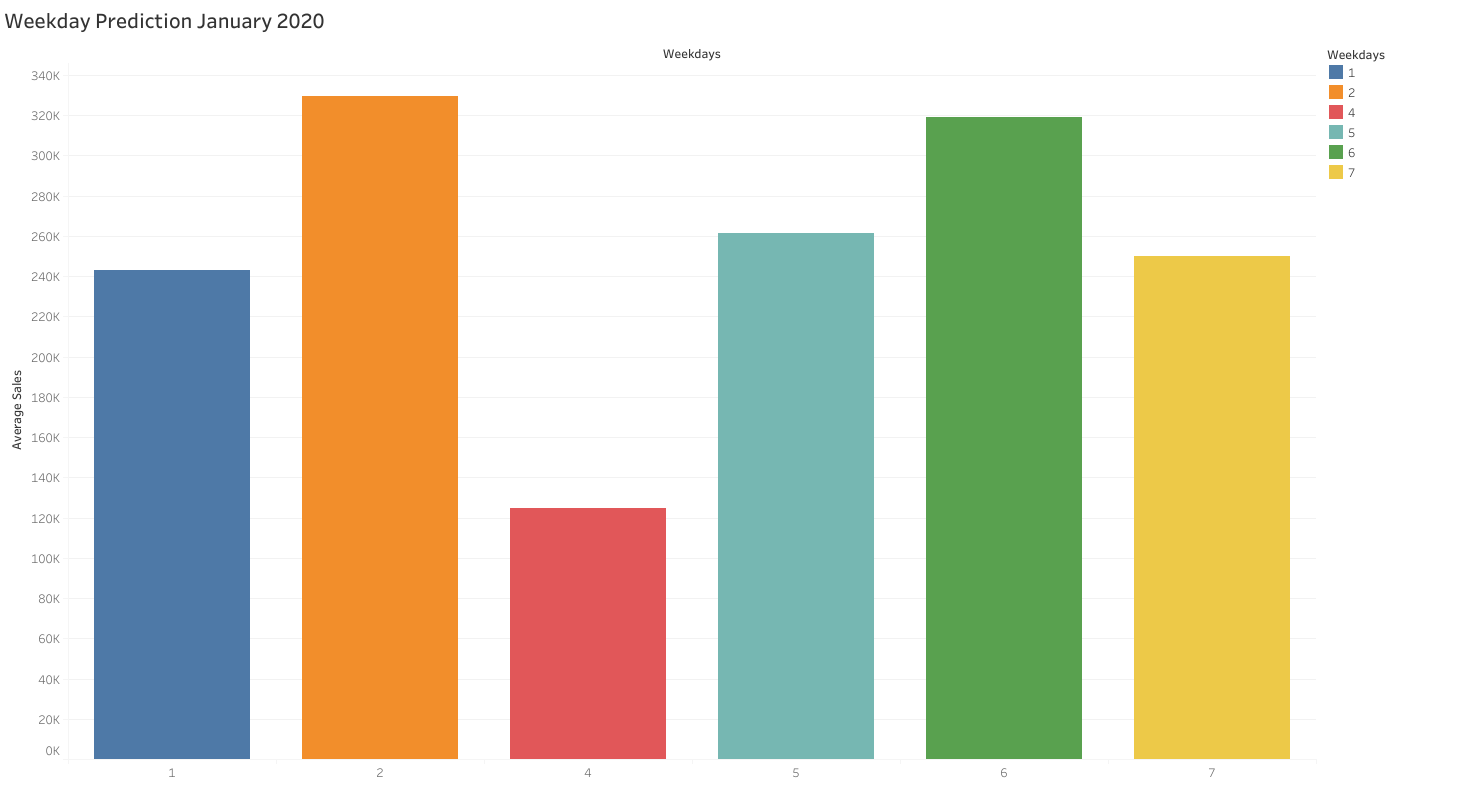 Weekday Prediction January 2020
Weekdays
Weekdays
1
2
4
5
6
7
340K
320K
300K
280K
260K
240K
220K
200K
180K
160K
140K
120K
100K
80K
60K
40K
20K
0K
Average Sales
1 2 4 5 6 7